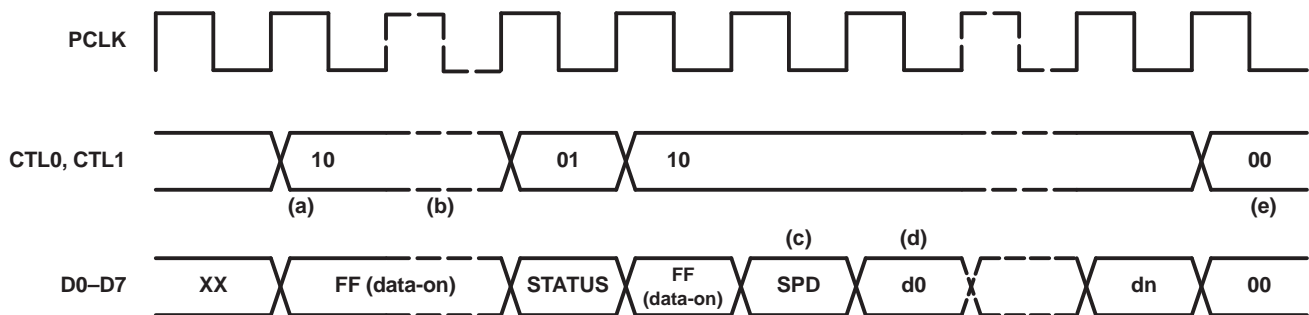 PCLK
CTL0, CTL1
10
01
10
00
(a)
(b)
(e)
(c)
(d)
D0–D7
XX
FF (data-on)
STATUS
FF
(data-on)
SPD
d0
dn
00